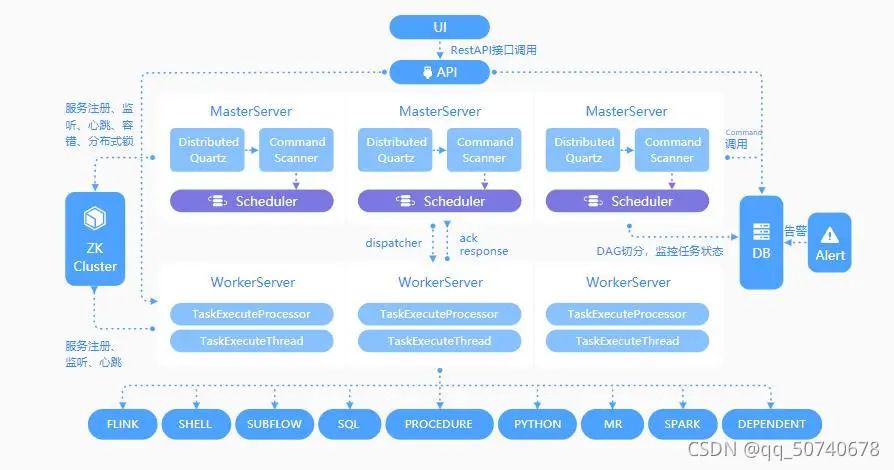 UI
RestAPI接口调用
API
服务注册、监
听、心跳、容
错、分布式锁
MasterServer
MasterServer
MasterServer
Distributed
Quartz
Command
Scanner
Distributed
Quartz
Command
Scanner
Distributed
Quartz
Command
Scanner
Command
调用
Scheduler
Scheduler
Scheduler
ZK
Cluster
dispatcher
ack
response
DAG切分，监控任务状态
DB
告警
Alert
WorkerServer
WorkerServer
WorkerServer
TaskExecuteProcessor
TaskExecuteProcessor
TaskExecuteProcessor
TaskExecuteThread
TaskExecuteThread
TaskExecuteThread
服务注册、
监听、心跳
FLINK
SHELL
SUBFLOW
SQL
PROCEDURE
PYTHON
MR
SPARK
DEPENDENT
CSDN @qq_50740678